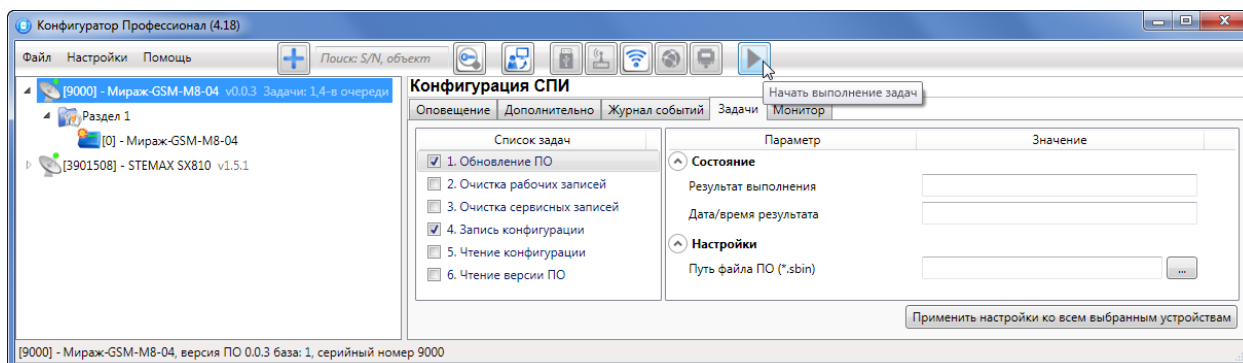 Конфигуратор Профессионал (4.18)
Файл Настройки Помощь Поиск: S/N, объект
[9000] - Мираж-GSM-M8-04 v0.0.3 Задачи: 1,4-в очереди
Раздел 1
[0] - Мираж-GSM-M8-04
[3901508] - STEMAX SX810 v1.5.1
Конфигурация СПИ
Начать выполнение задач
Оповещение Дополнительно Журнал событий Задачи Монитор
Список задач
1. Обновление ПО
2. Очистка рабочих записей
3. Очистка сервисных записей
4. Запись конфигурации
5. Чтение конфигурации
6. Чтение версии ПО
Параметр Значение
Состояние
Результат выполнения
Дата/время результата
Настройки
Путь файла ПО (*.sbin) ...
Применить настройки ко всем выбранным устройствам
[9000] - Мираж-GSM-M8-04, версия ПО 0.0.3 база: 1, серийный номер 9000